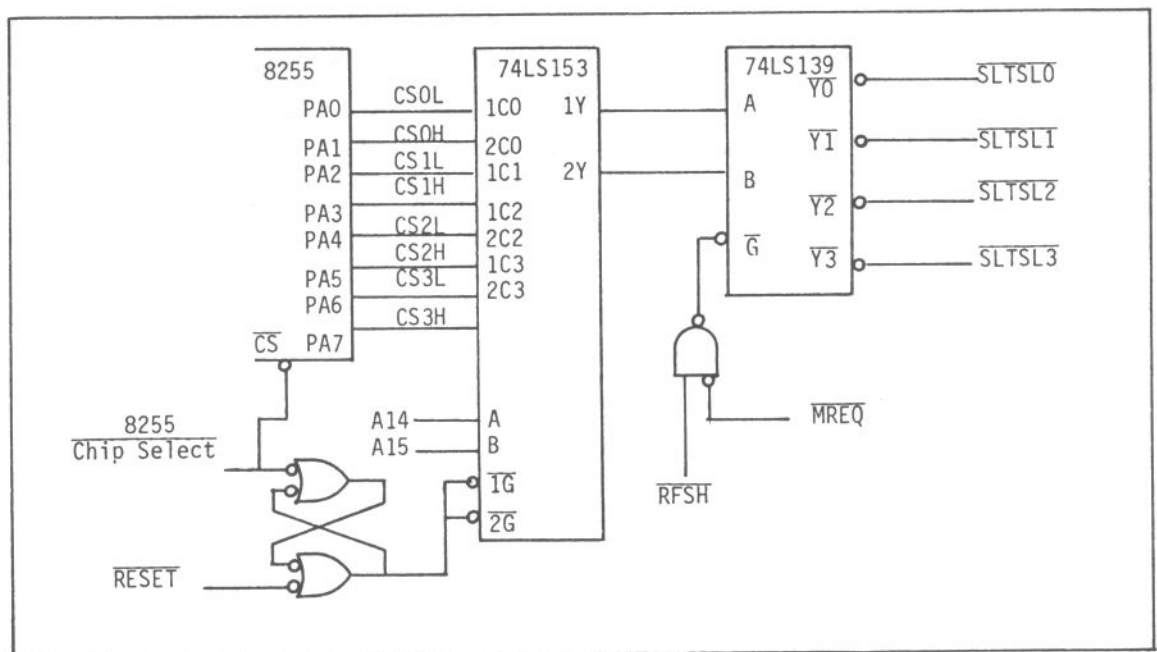 8255
PA0
PA1
PA2
PA3
PA4
PA5
PA6
CS PA7
CS0L
CS0H
CS1L
CS1H
CS2L
CS2H
CS3L
CS3H
74LS153
1C0
2C0
1C1
1C2
2C2
1C3
2C3
1Y
2Y
A14
A15
A
B
1G
2G
74LS139
A
B
G
Y0
Y1
Y2
Y3
SLTSL0
SLTSL1
SLTSL2
SLTSL3
MREQ
RFSH
8255
Chip Select
RESET